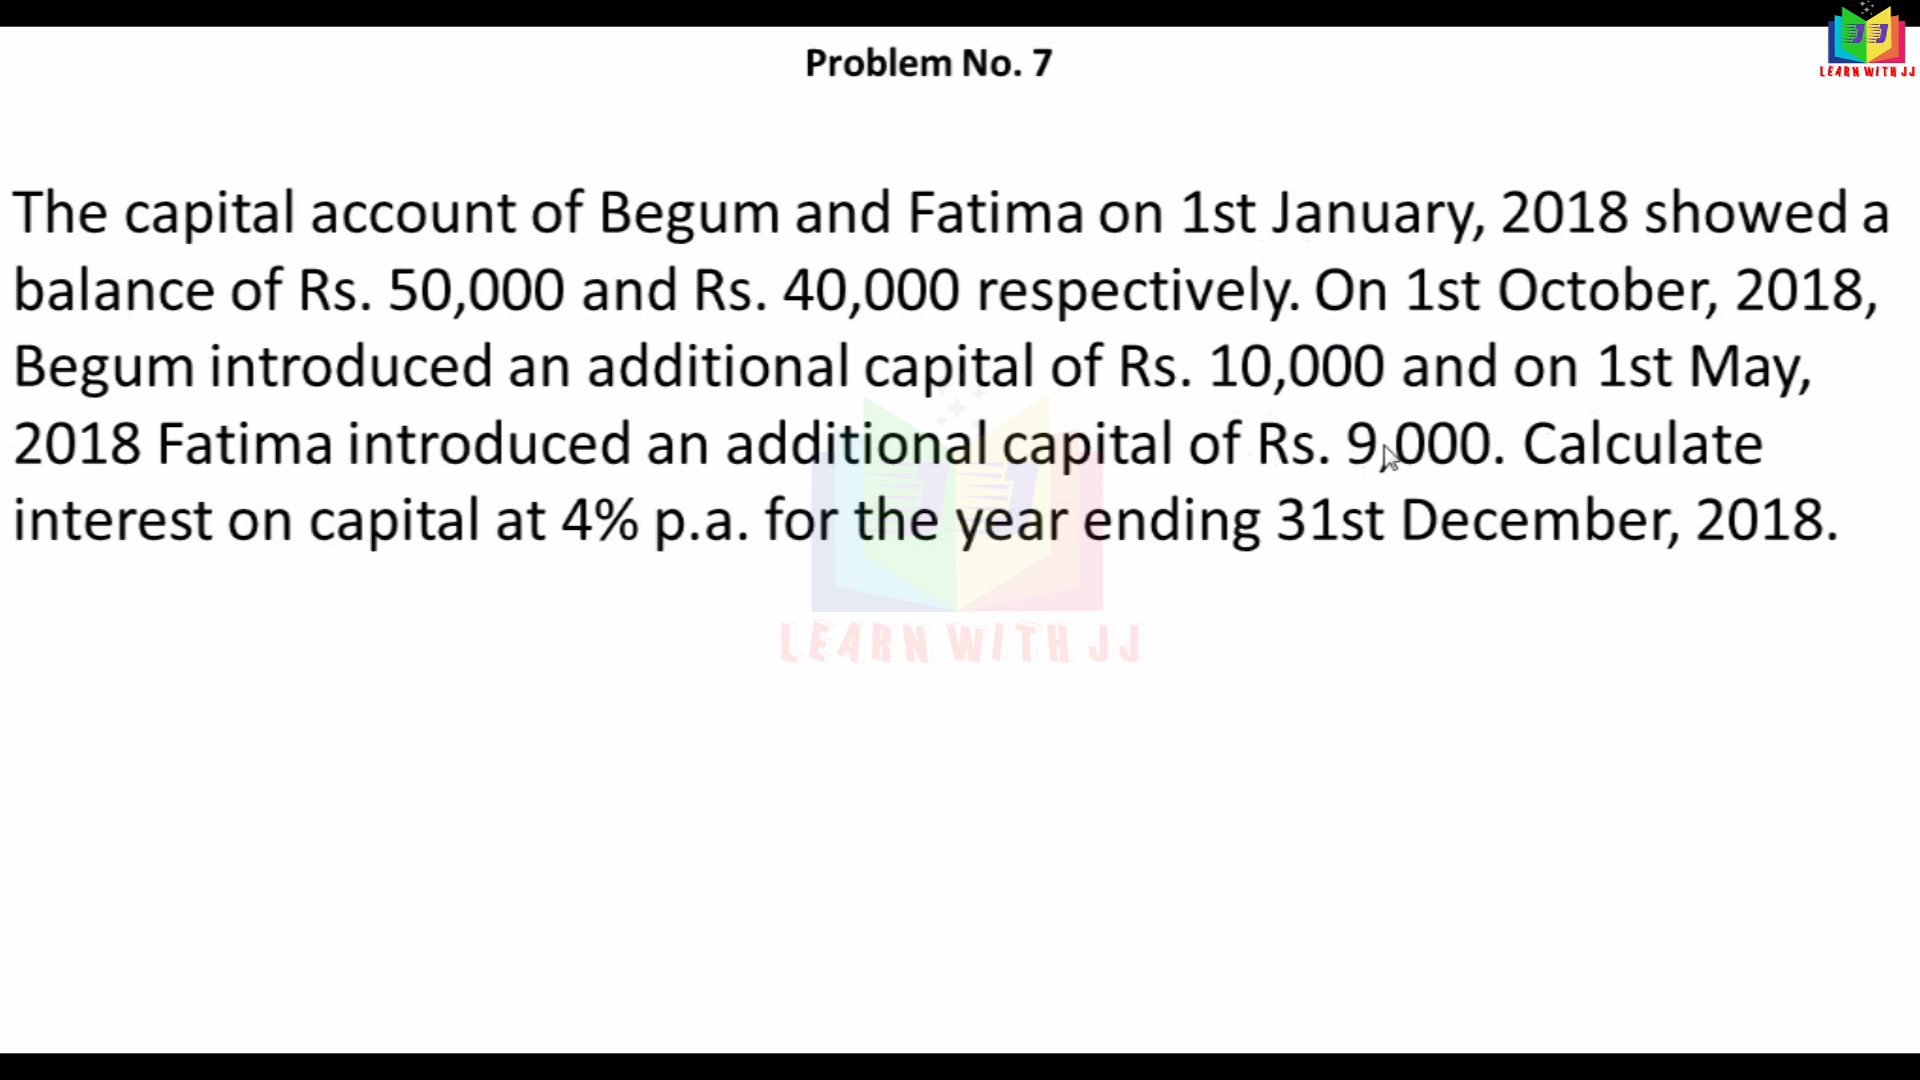 Problem No. 7
LEARN WITH JJ
The capital account of Begum and Fatima on 1st January, 2018 showed a
balance of Rs. 50,000 and Rs. 40,000 respectively. On 1st October, 2018,
Begum introduced an additional capital of Rs. 10,000 and on 1st May,
2018 Fatima introduced an additional capital of Rs. 9,000. Calculate
interest on capital at 4% p.a. for the year ending 31st December, 2018.
LEARN WITH JJ